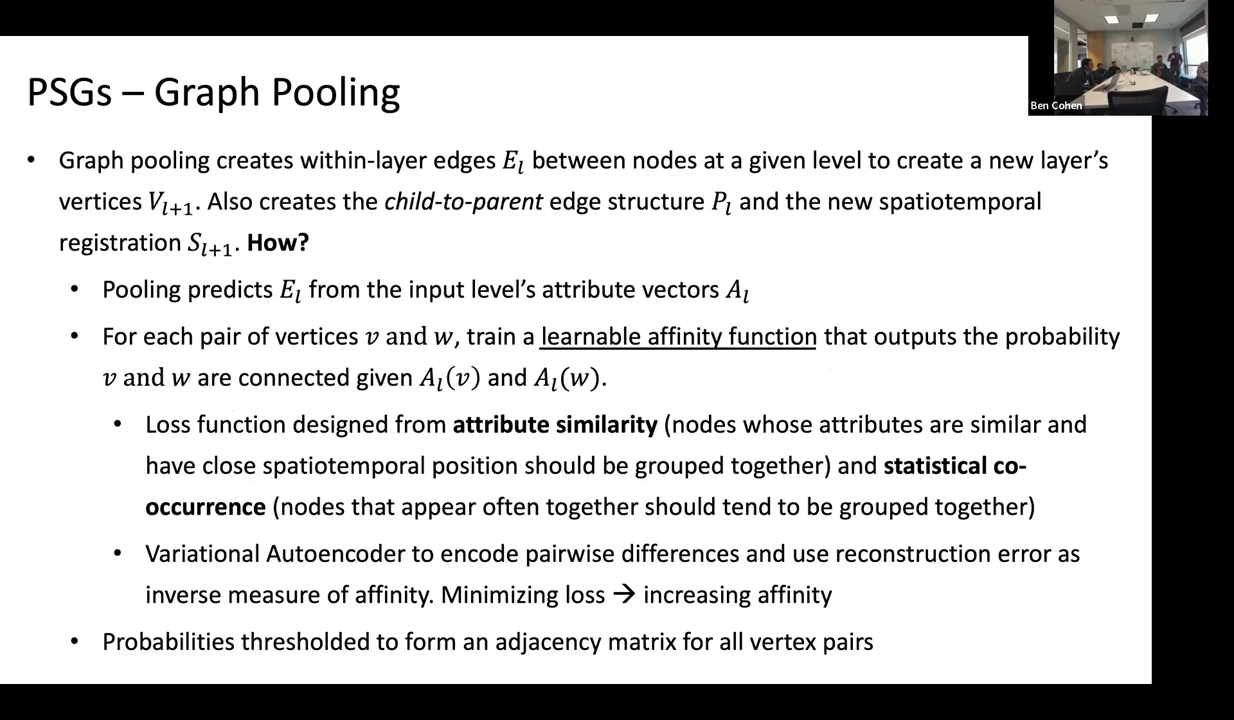 PSGs – Graph Pooling
Ben Cohen
• Graph pooling creates within-layer edges E_l between nodes at a given level to create a new layer's
vertices V_{l+1}. Also creates the child-to-parent edge structure P_l and the new spatiotemporal
registration S_{l+1}. How?
• Pooling predicts E_l from the input level's attribute vectors A_l
• For each pair of vertices v and w, train a learnable affinity function that outputs the probability
v and w are connected given A_l(v) and A_l(w).
• Loss function designed from attribute similarity (nodes whose attributes are similar and
have close spatiotemporal position should be grouped together) and statistical co-
occurrence (nodes that appear often together should tend to be grouped together)
• Variational Autoencoder to encode pairwise differences and use reconstruction error as
inverse measure of affinity. Minimizing loss → increasing affinity
• Probabilities thresholded to form an adjacency matrix for all vertex pairs